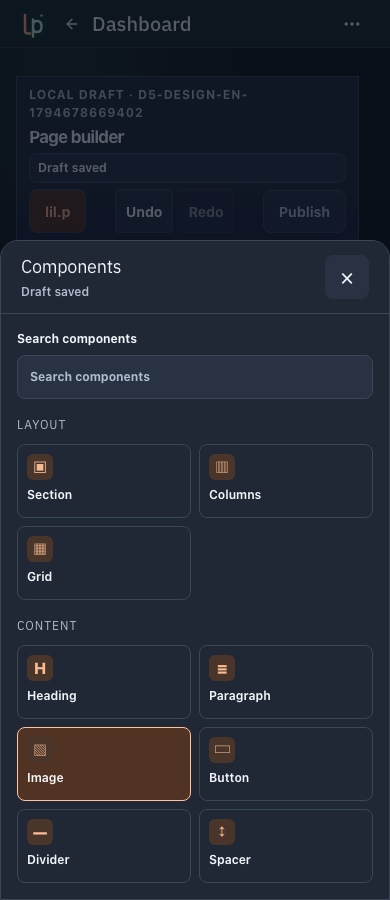 lp
Dashboard
LOCAL DRAFT · D5-DESIGN-EN-
1794678669402
Page builder
Draft saved
lil.p
Undo
Redo
Publish
Components
Draft saved
Search components
Search components
LAYOUT
Section
Columns
Grid
CONTENT
H
Heading
Paragraph
Image
Button
Divider
Spacer